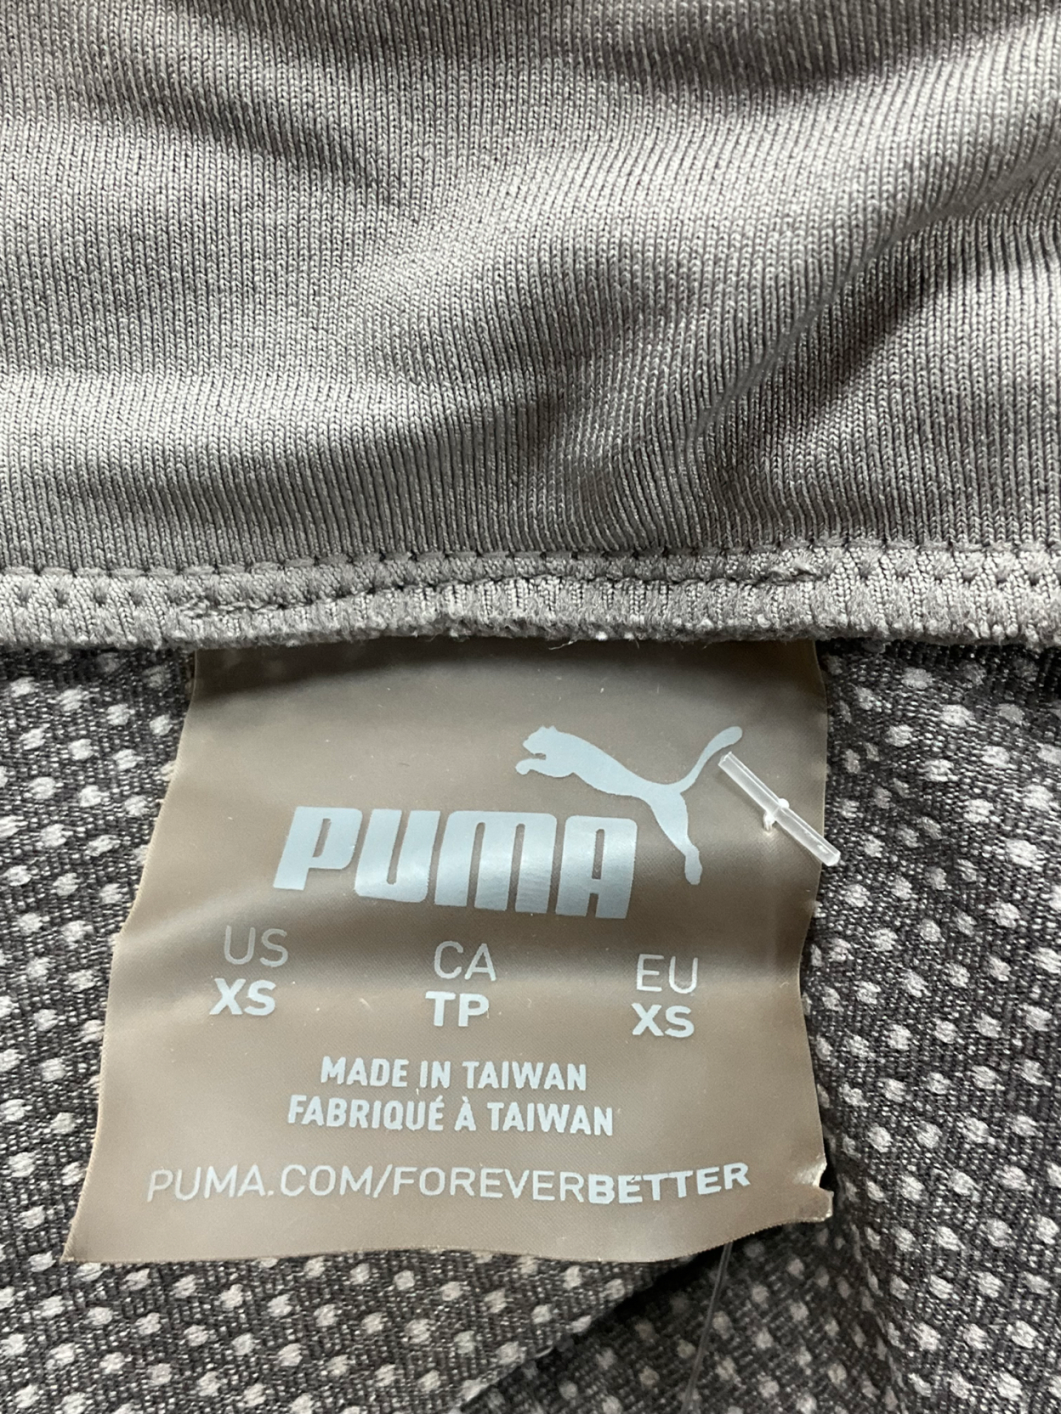 PUMA
US CA EU
XS TP XS
MADE IN TAIWAN
FABRIQUÉ À TAIWAN
PUMA.COM/FOREVERBETTER